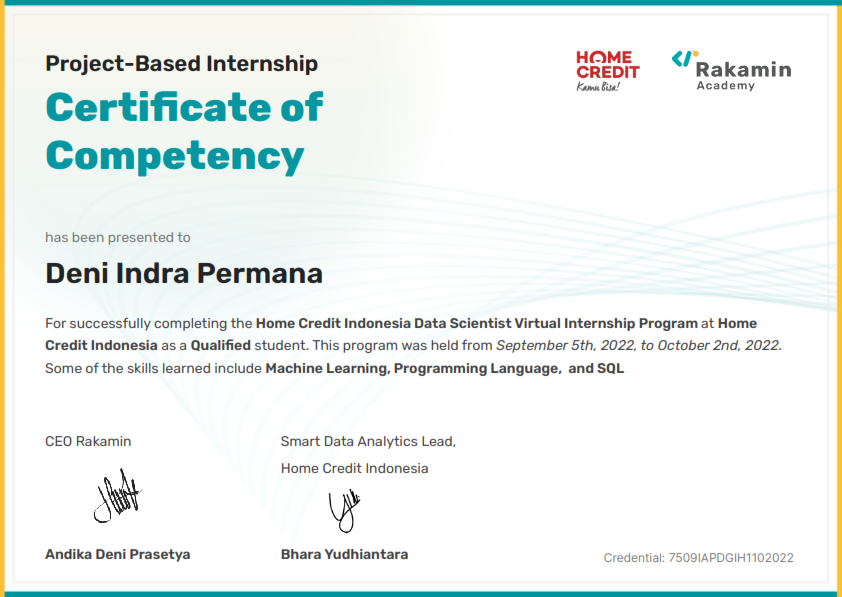 Project-Based Internship
HOME
CREDIT
Kamu Bisa!
Rakamin
Academy
Certificate of
Competency
has been presented to
Deni Indra Permana
For successfully completing the Home Credit Indonesia Data Scientist Virtual Internship Program at Home
Credit Indonesia as a Qualified student. This program was held from September 5th, 2022, to October 2nd, 2022.
Some of the skills learned include Machine Learning, Programming Language,  and SQL
CEO Rakamin
Smart Data Analytics Lead,
Home Credit Indonesia
Andika Deni Prasetya
Bhara Yudhiantara
Credential: 7509IAPDGIH1102022